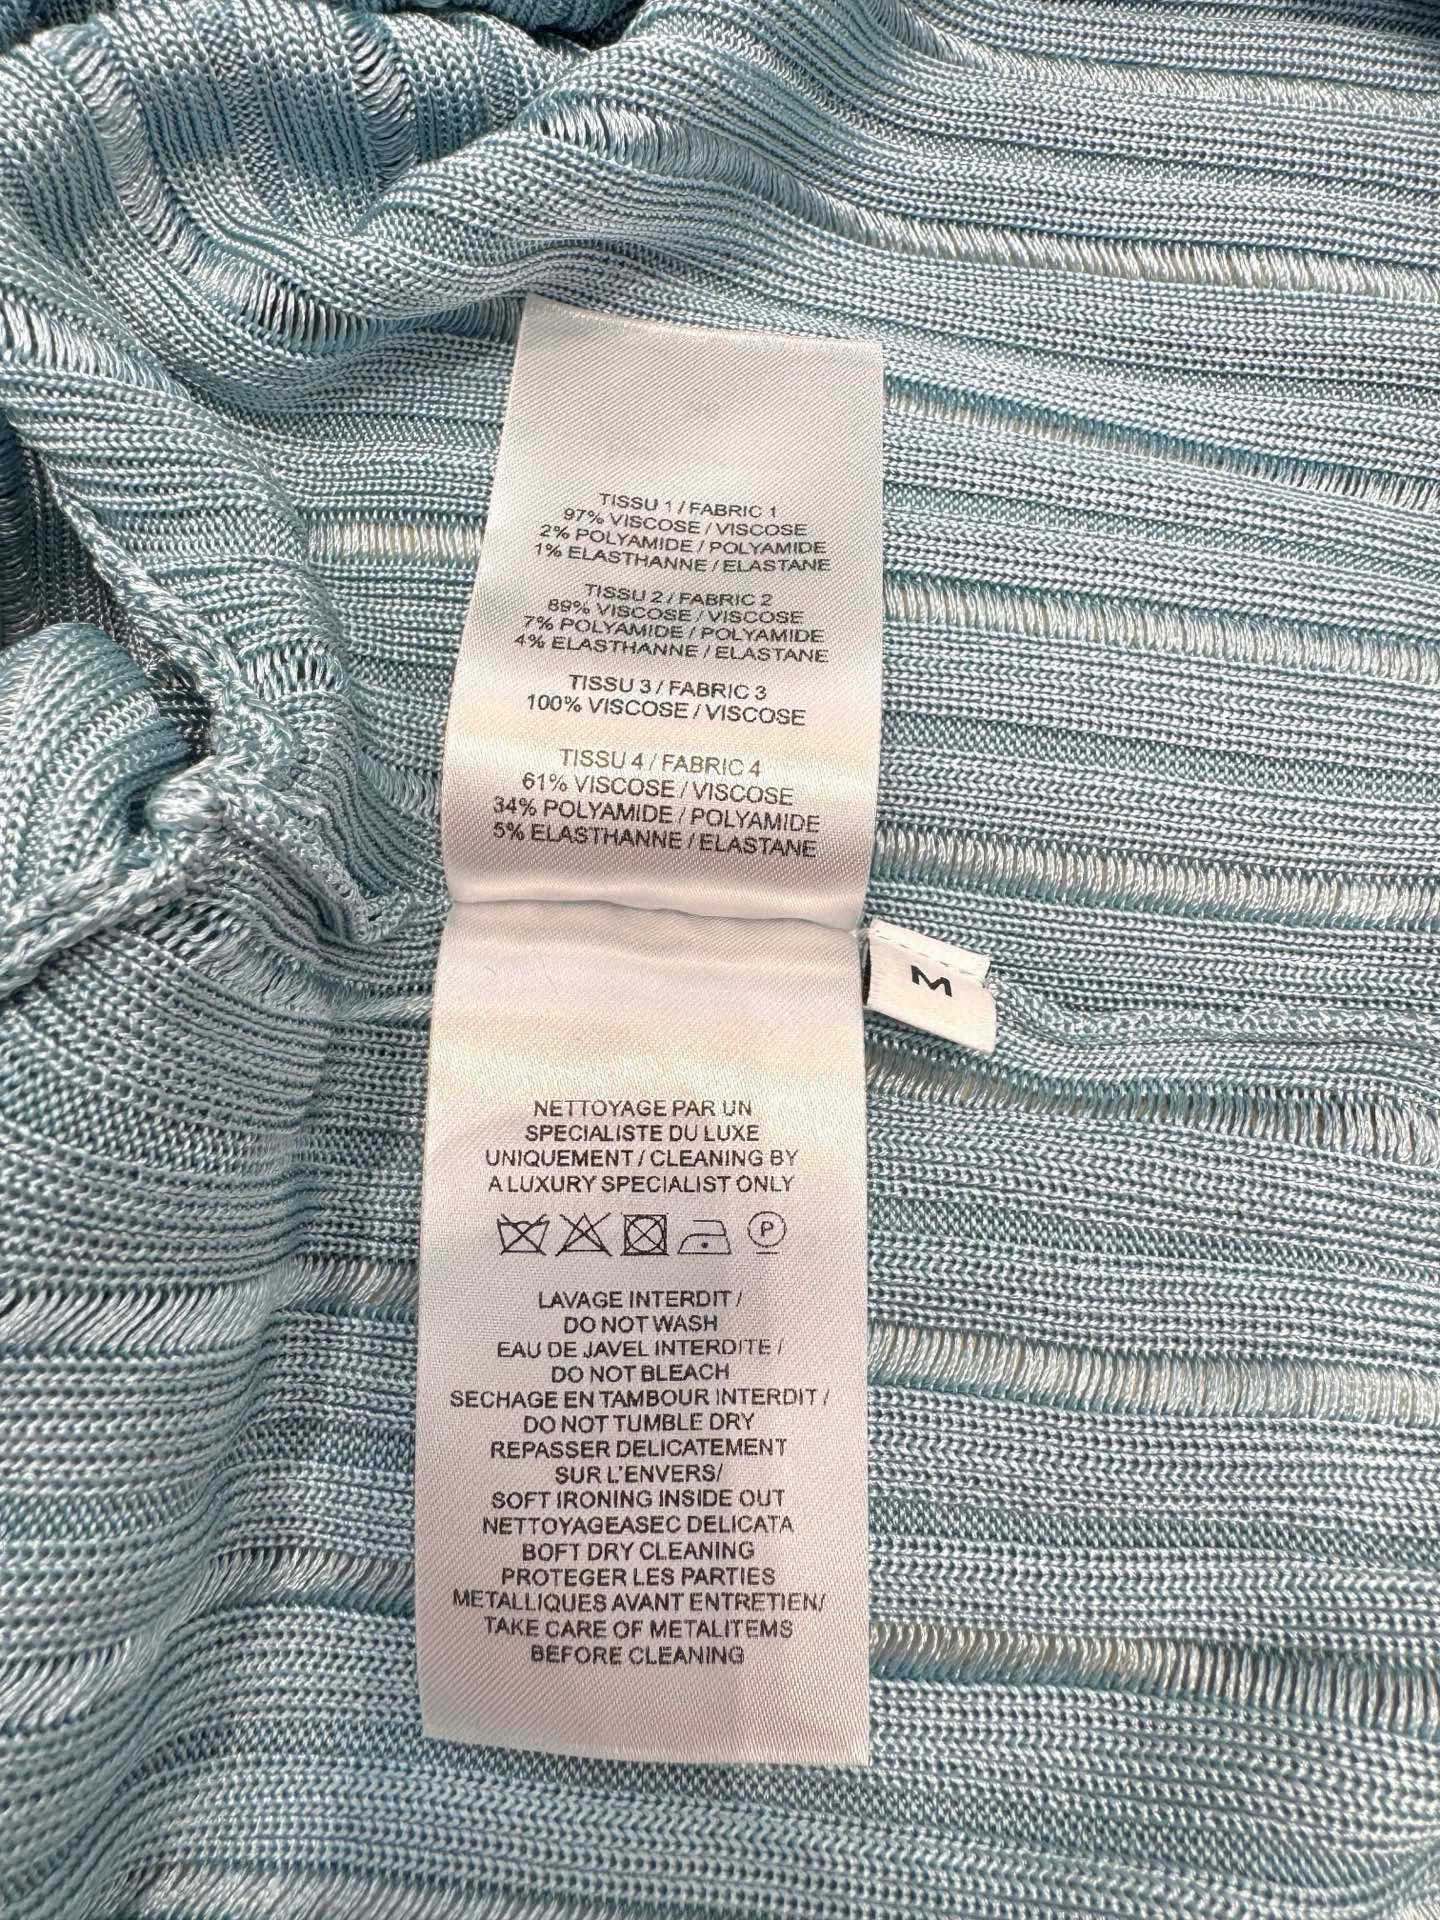 TISSU 1 / FABRIC 1
97% VISCOSE / VISCOSE
2% POLYAMIDE / POLYAMIDE
1% ELASTHANNE / ELASTANE
TISSU 2 / FABRIC 2
89% VISCOSE / VISCOSE
7% POLYAMIDE / POLYAMIDE
4% ELASTHANNE / ELASTANE
TISSU 3 / FABRIC 3
100% VISCOSE / VISCOSE
TISSU 4 / FABRIC 4
61% VISCOSE / VISCOSE
34% POLYAMIDE / POLYAMIDE
5% ELASTHANNE / ELASTANE
M
NETTOYAGE PAR UN
SPECIALISTE DU LUXE
UNIQUEMENT / CLEANING BY
A LUXURY SPECIALIST ONLY
P
LAVAGE INTERDIT /
DO NOT WASH
EAU DE JAVEL INTERDITE /
DO NOT BLEACH
SECHAGE EN TAMBOUR INTERDIT /
DO NOT TUMBLE DRY
REPASSER DELICATEMENT
SUR L'ENVERS/
SOFT IRONING INSIDE OUT
NETTOYAGEASEC DELICATA
BOFT DRY CLEANING
PROTEGER LES PARTIES
METALLIQUES AVANT ENTRETIEN/
TAKE CARE OF METALITEMS
BEFORE CLEANING